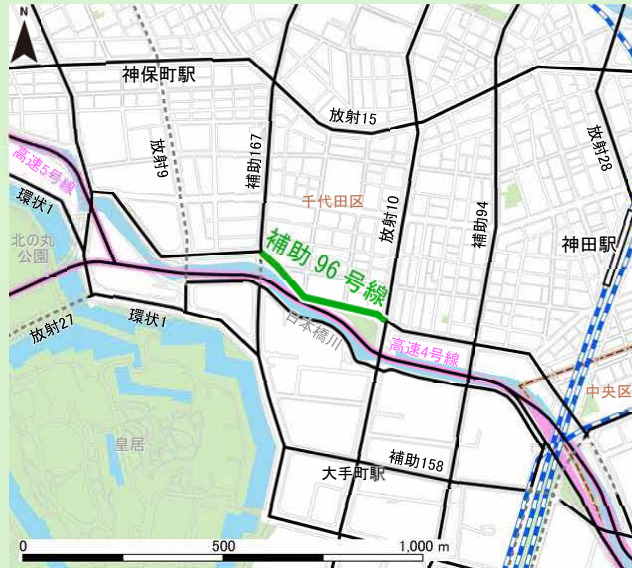 N
神保町駅
放射15
放射9
補助167
放射28
高速5号線
環状1
千代田区
放射10
補助94
北の丸
公園
補助96号線
神田駅
日本橋川
高速4号線
放射27
環状1
中央区
皇居
補助158
大手町駅
0 500 1,000 m